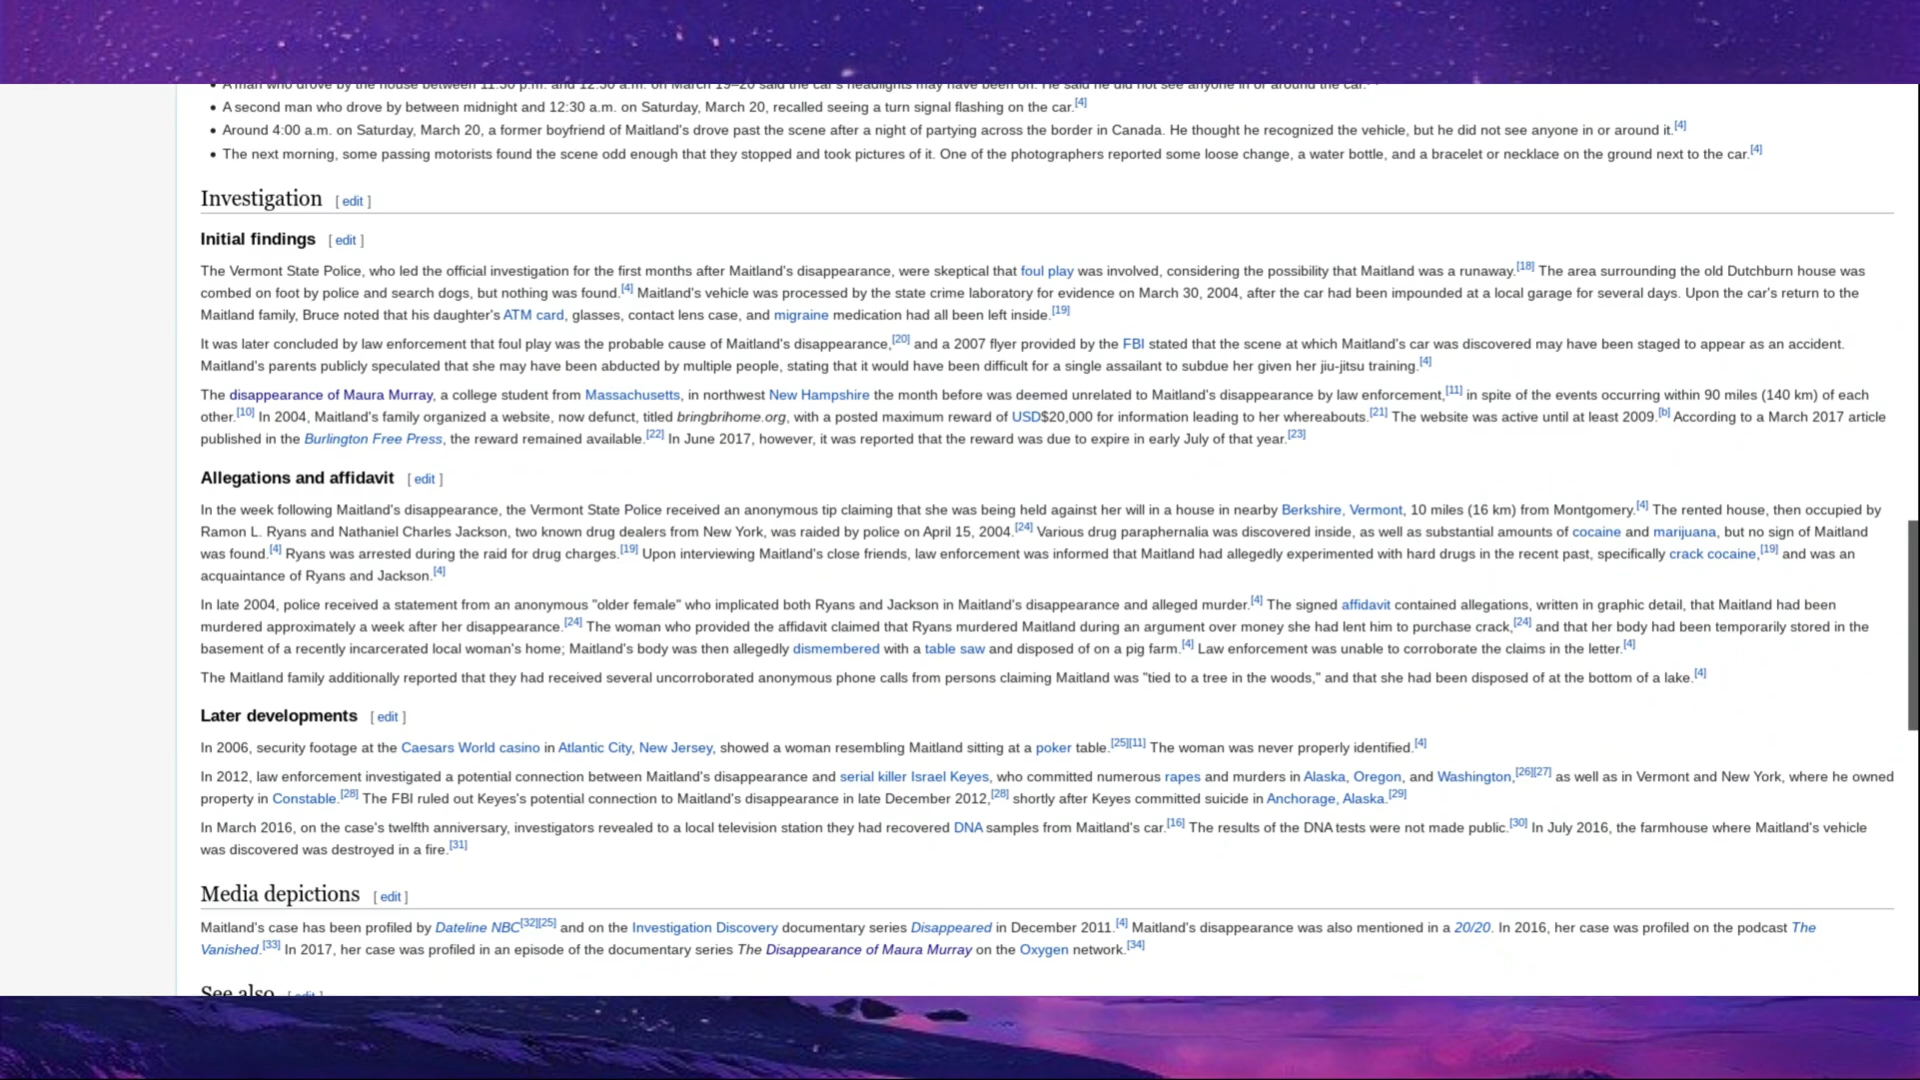 • A man who drove by the house between 11:30 p.m. and 12:30 a.m. on March 19–20 said the car's headlights may have been on. He said he did not see anyone in or around the car.
• A second man who drove by between midnight and 12:30 a.m. on Saturday, March 20, recalled seeing a turn signal flashing on the car.[4]
• Around 4:00 a.m. on Saturday, March 20, a former boyfriend of Maitland's drove past the scene after a night of partying across the border in Canada. He thought he recognized the vehicle, but he did not see anyone in or around it.[4]
• The next morning, some passing motorists found the scene odd enough that they stopped and took pictures of it. One of the photographers reported some loose change, a water bottle, and a bracelet or necklace on the ground next to the car.[4]
Investigation [ edit ]
Initial findings [ edit ]
The Vermont State Police, who led the official investigation for the first months after Maitland's disappearance, were skeptical that foul play was involved, considering the possibility that Maitland was a runaway.[18] The area surrounding the old Dutchburn house was
combed on foot by police and search dogs, but nothing was found.[4] Maitland's vehicle was processed by the state crime laboratory for evidence on March 30, 2004, after the car had been impounded at a local garage for several days. Upon the car's return to the
Maitland family, Bruce noted that his daughter's ATM card, glasses, contact lens case, and migraine medication had all been left inside.[19]
It was later concluded by law enforcement that foul play was the probable cause of Maitland's disappearance,[20] and a 2007 flyer provided by the FBI stated that the scene at which Maitland's car was discovered may have been staged to appear as an accident.
Maitland's parents publicly speculated that she may have been abducted by multiple people, stating that it would have been difficult for a single assailant to subdue her given her jiu-jitsu training.[4]
The disappearance of Maura Murray, a college student from Massachusetts, in northwest New Hampshire the month before was deemed unrelated to Maitland's disappearance by law enforcement,[11] in spite of the events occurring within 90 miles (140 km) of each
other.[10] In 2004, Maitland's family organized a website, now defunct, titled bringbrihome.org, with a posted maximum reward of USD$20,000 for information leading to her whereabouts.[21] The website was active until at least 2009.[b] According to a March 2017 article
published in the Burlington Free Press, the reward remained available.[22] In June 2017, however, it was reported that the reward was due to expire in early July of that year.[23]
Allegations and affidavit [ edit ]
In the week following Maitland's disappearance, the Vermont State Police received an anonymous tip claiming that she was being held against her will in a house in nearby Berkshire, Vermont, 10 miles (16 km) from Montgomery.[4] The rented house, then occupied by
Ramon L. Ryans and Nathaniel Charles Jackson, two known drug dealers from New York, was raided by police on April 15, 2004.[24] Various drug paraphernalia was discovered inside, as well as substantial amounts of cocaine and marijuana, but no sign of Maitland
was found.[4] Ryans was arrested during the raid for drug charges.[19] Upon interviewing Maitland's close friends, law enforcement was informed that Maitland had allegedly experimented with hard drugs in the recent past, specifically crack cocaine,[19] and was an
acquaintance of Ryans and Jackson.[4]
In late 2004, police received a statement from an anonymous "older female" who implicated both Ryans and Jackson in Maitland's disappearance and alleged murder.[4] The signed affidavit contained allegations, written in graphic detail, that Maitland had been
murdered approximately a week after her disappearance.[24] The woman who provided the affidavit claimed that Ryans murdered Maitland during an argument over money she had lent him to purchase crack,[24] and that her body had been temporarily stored in the
basement of a recently incarcerated local woman's home; Maitland's body was then allegedly dismembered with a table saw and disposed of on a pig farm.[4] Law enforcement was unable to corroborate the claims in the letter.[4]
The Maitland family additionally reported that they had received several uncorroborated anonymous phone calls from persons claiming Maitland was "tied to a tree in the woods," and that she had been disposed of at the bottom of a lake.[4]
Later developments [ edit ]
In 2006, security footage at the Caesars World casino in Atlantic City, New Jersey, showed a woman resembling Maitland sitting at a poker table.[25][11] The woman was never properly identified.[4]
In 2012, law enforcement investigated a potential connection between Maitland's disappearance and serial killer Israel Keyes, who committed numerous rapes and murders in Alaska, Oregon, and Washington,[26][27] as well as in Vermont and New York, where he owned
property in Constable.[28] The FBI ruled out Keyes's potential connection to Maitland's disappearance in late December 2012,[28] shortly after Keyes committed suicide in Anchorage, Alaska.[29]
In March 2016, on the case's twelfth anniversary, investigators revealed to a local television station they had recovered DNA samples from Maitland's car.[16] The results of the DNA tests were not made public.[30] In July 2016, the farmhouse where Maitland's vehicle
was discovered was destroyed in a fire.[31]
Media depictions [ edit ]
Maitland's case has been profiled by Dateline NBC[32][25] and on the Investigation Discovery documentary series Disappeared in December 2011.[4] Maitland's disappearance was also mentioned in a 20/20. In 2016, her case was profiled on the podcast The
Vanished.[33] In 2017, her case was profiled in an episode of the documentary series The Disappearance of Maura Murray on the Oxygen network.[34]
See also [ edit ]